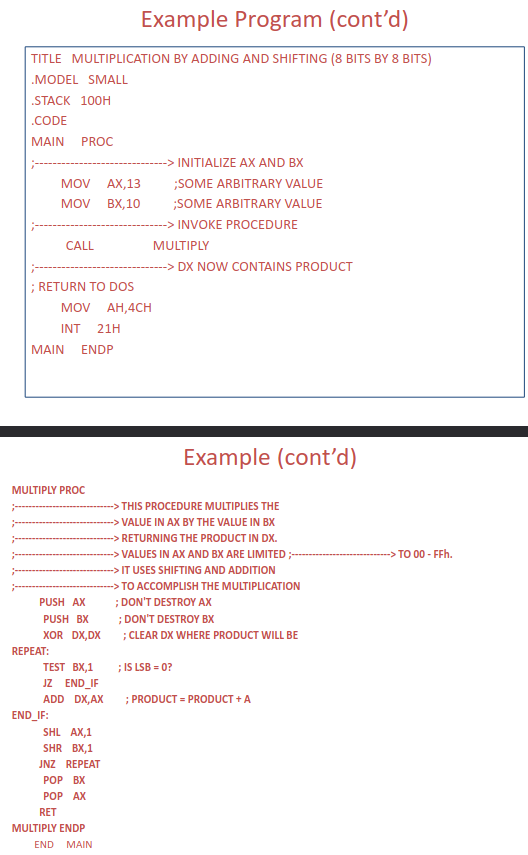 Example Program (cont’d)
TITLE MULTIPLICATION BY ADDING AND SHIFTING (8 BITS BY 8 BITS)
.MODEL SMALL
.STACK 100H
.CODE
MAIN PROC
;------------------------------> INITIALIZE AX AND BX
MOV AX,13 ;SOME ARBITRARY VALUE
MOV BX,10 ;SOME ARBITRARY VALUE
;------------------------------> INVOKE PROCEDURE
CALL MULTIPLY
;------------------------------> DX NOW CONTAINS PRODUCT
; RETURN TO DOS
MOV AH,4CH
INT 21H
MAIN ENDP
Example (cont’d)
MULTIPLY PROC
;-----------------------------> THIS PROCEDURE MULTIPLIES THE
;-----------------------------> VALUE IN AX BY THE VALUE IN BX
;-----------------------------> RETURNING THE PRODUCT IN DX.
;-----------------------------> VALUES IN AX AND BX ARE LIMITED ;-----------------------------> TO 00 - FFh.
;-----------------------------> IT USES SHIFTING AND ADDITION
;-----------------------------> TO ACCOMPLISH THE MULTIPLICATION
PUSH AX ; DON'T DESTROY AX
PUSH BX ; DON'T DESTROY BX
XOR DX,DX ; CLEAR DX WHERE PRODUCT WILL BE
REPEAT:
TEST BX,1 ; IS LSB = 0?
JZ END_IF
ADD DX,AX ; PRODUCT = PRODUCT + A
END_IF:
SHL AX,1
SHR BX,1
JNZ REPEAT
POP BX
POP AX
RET
MULTIPLY ENDP
END MAIN